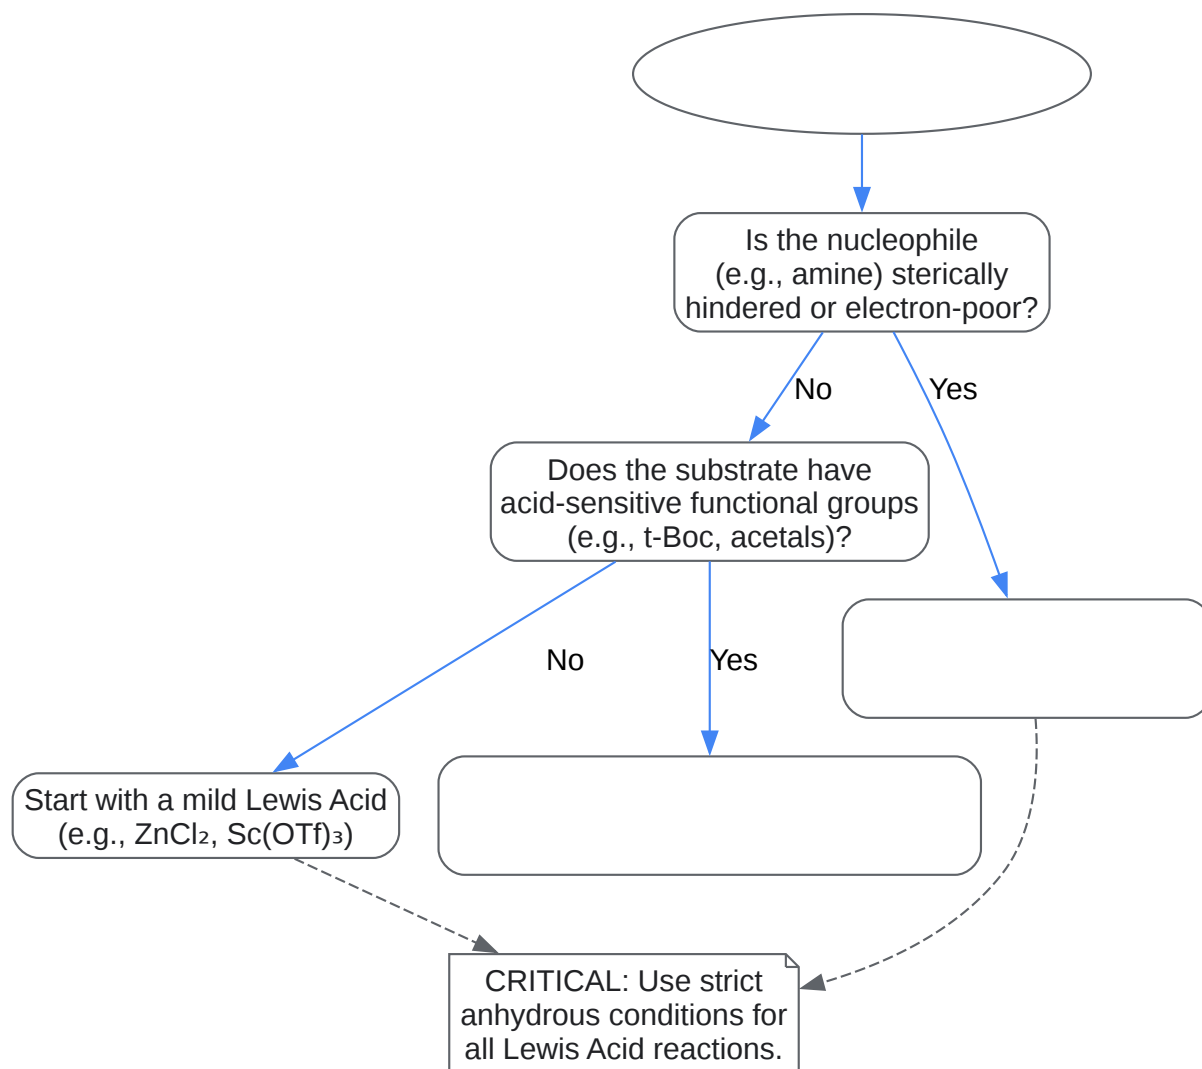 Is the nucleophile
(e.g., amine) sterically
hindered or electron-poor?
No
Yes
Does the substrate have
acid-sensitive functional groups
(e.g., t-Boc, acetals)?
No
Yes
Start with a mild Lewis Acid
(e.g., ZnCl₂, Sc(OTf)₃)
CRITICAL: Use strict
anhydrous conditions for
all Lewis Acid reactions.